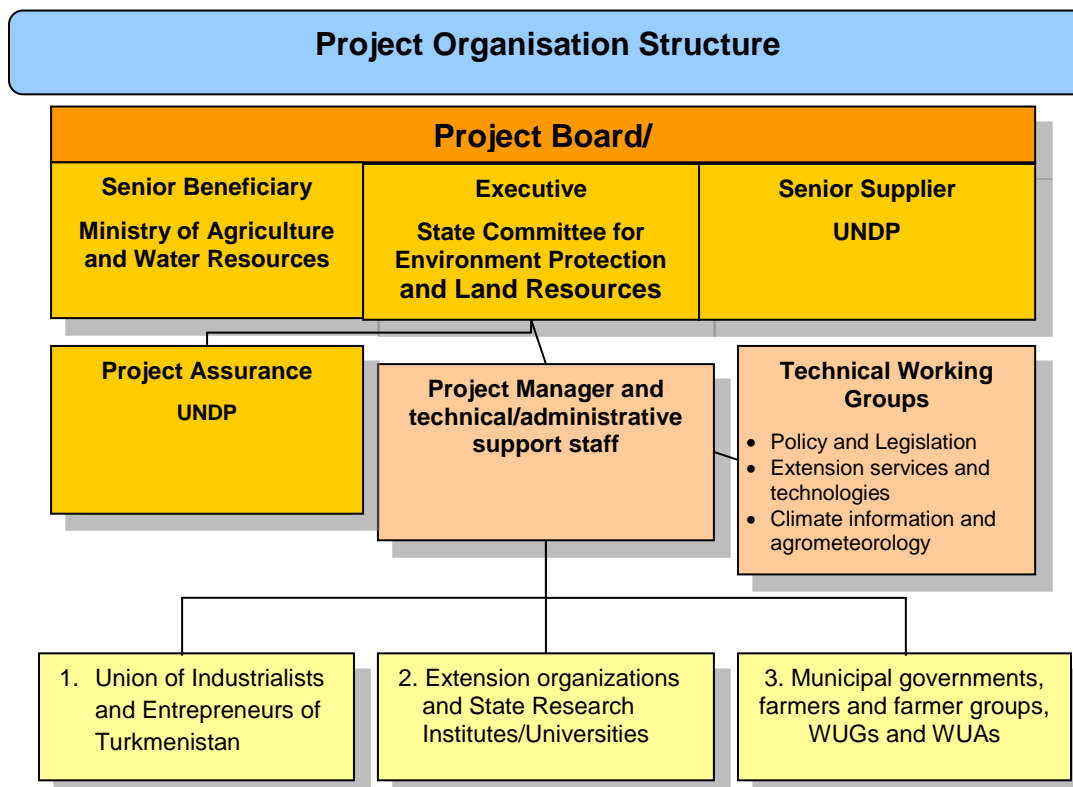 Project Organisation Structure
Project Board/
Senior Beneficiary
Ministry of Agriculture
and Water Resources
Executive
State Committee for
Environment Protection
and Land Resources
Senior Supplier
UNDP
Project Assurance
UNDP
Project Manager and
technical/administrative
support staff
Technical Working
Groups
• Policy and Legislation
• Extension services and
technologies
• Climate information and
agrometeorology
1. Union of Industrialists
and Entrepreneurs of
Turkmenistan
2. Extension organizations
and State Research
Institutes/Universities
3. Municipal governments,
farmers and farmer groups,
WUGs and WUAs